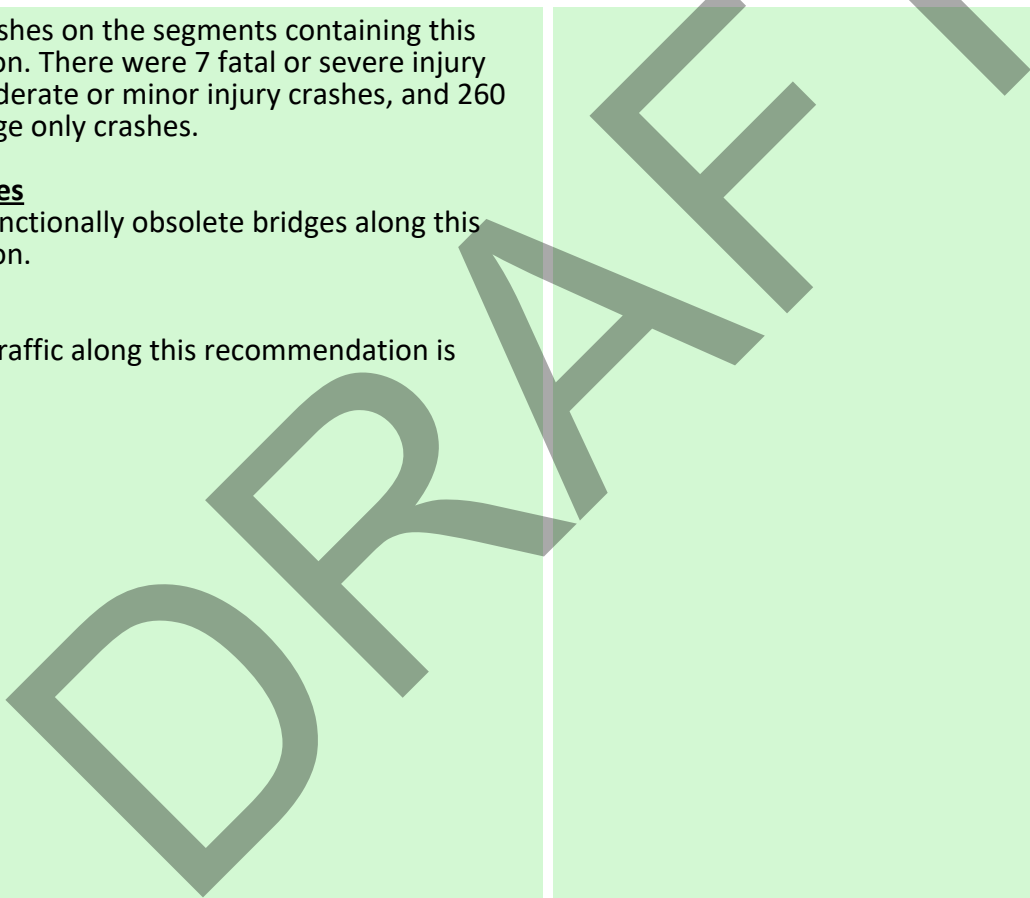 shes on the segments containing this
on. There were 7 fatal or severe injury
derate or minor injury crashes, and 260
ge only crashes.
es
nctionally obsolete bridges along this
on.
raffic along this recommendation is
DRAFT